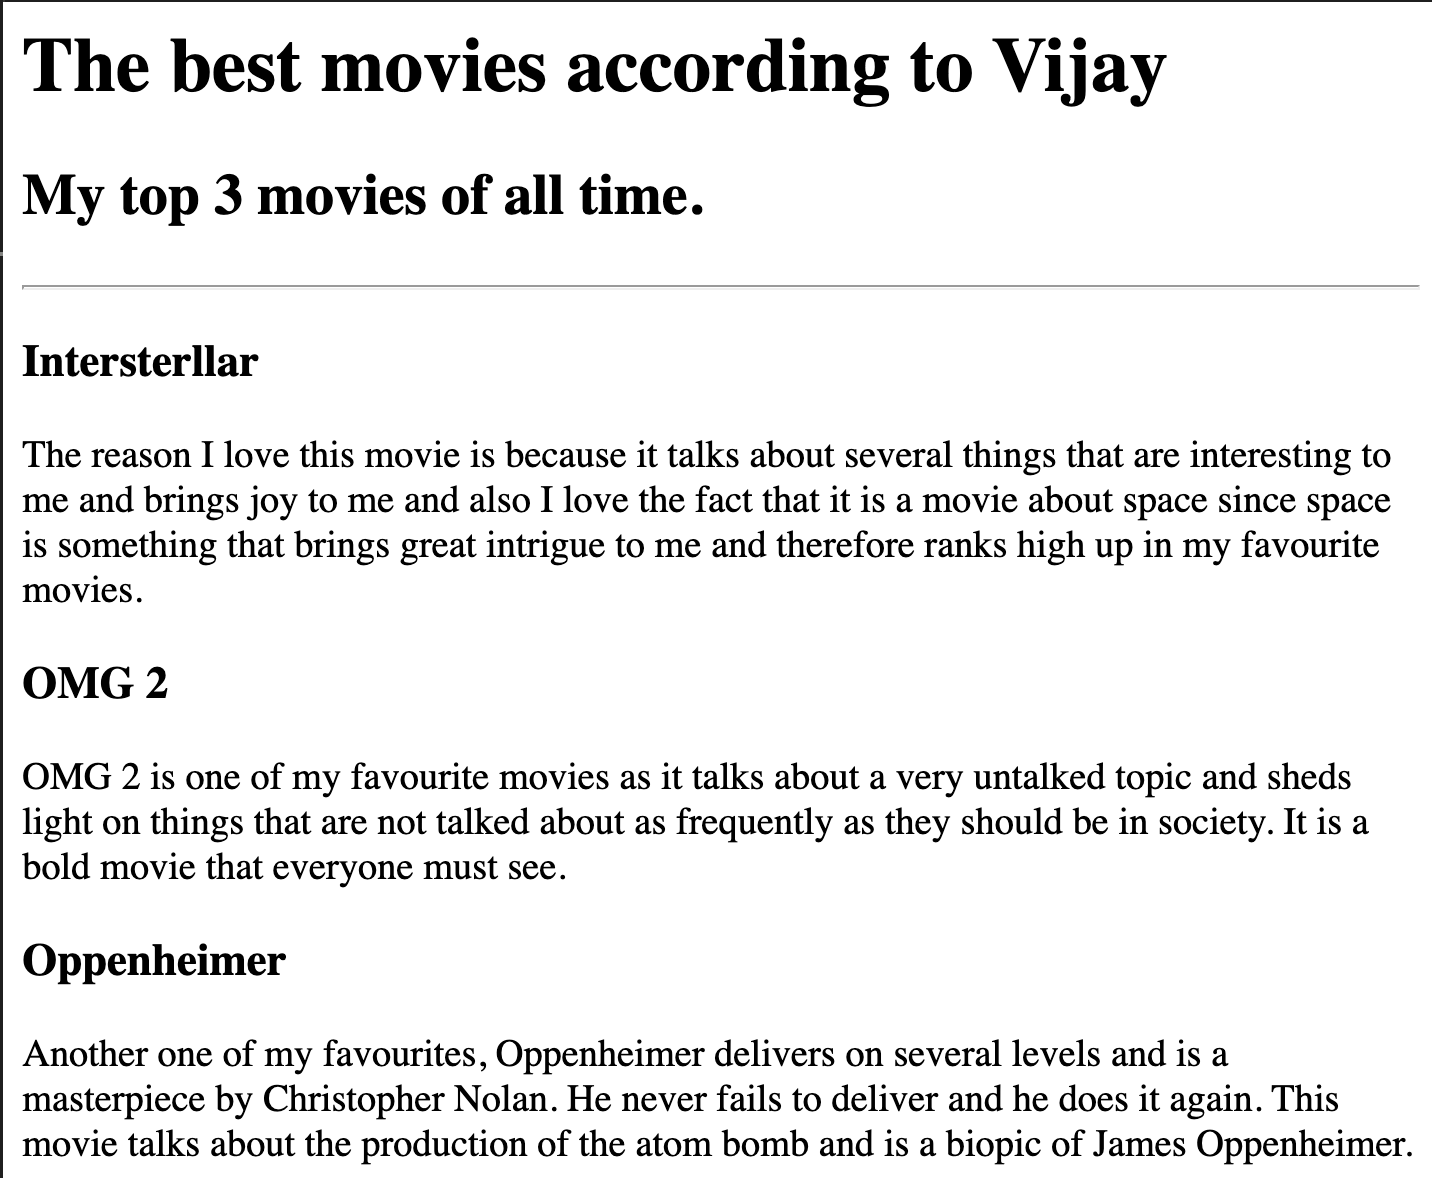 The best movies according to Vijay
My top 3 movies of all time.
Intersterllar
The reason I love this movie is because it talks about several things that are interesting to
me and brings joy to me and also I love the fact that it is a movie about space since space
is something that brings great intrigue to me and therefore ranks high up in my favourite
movies.
OMG 2
OMG 2 is one of my favourite movies as it talks about a very untalked topic and sheds
light on things that are not talked about as frequently as they should be in society. It is a
bold movie that everyone must see.
Oppenheimer
Another one of my favourites, Oppenheimer delivers on several levels and is a
masterpiece by Christopher Nolan. He never fails to deliver and he does it again. This
movie talks about the production of the atom bomb and is a biopic of James Oppenheimer.